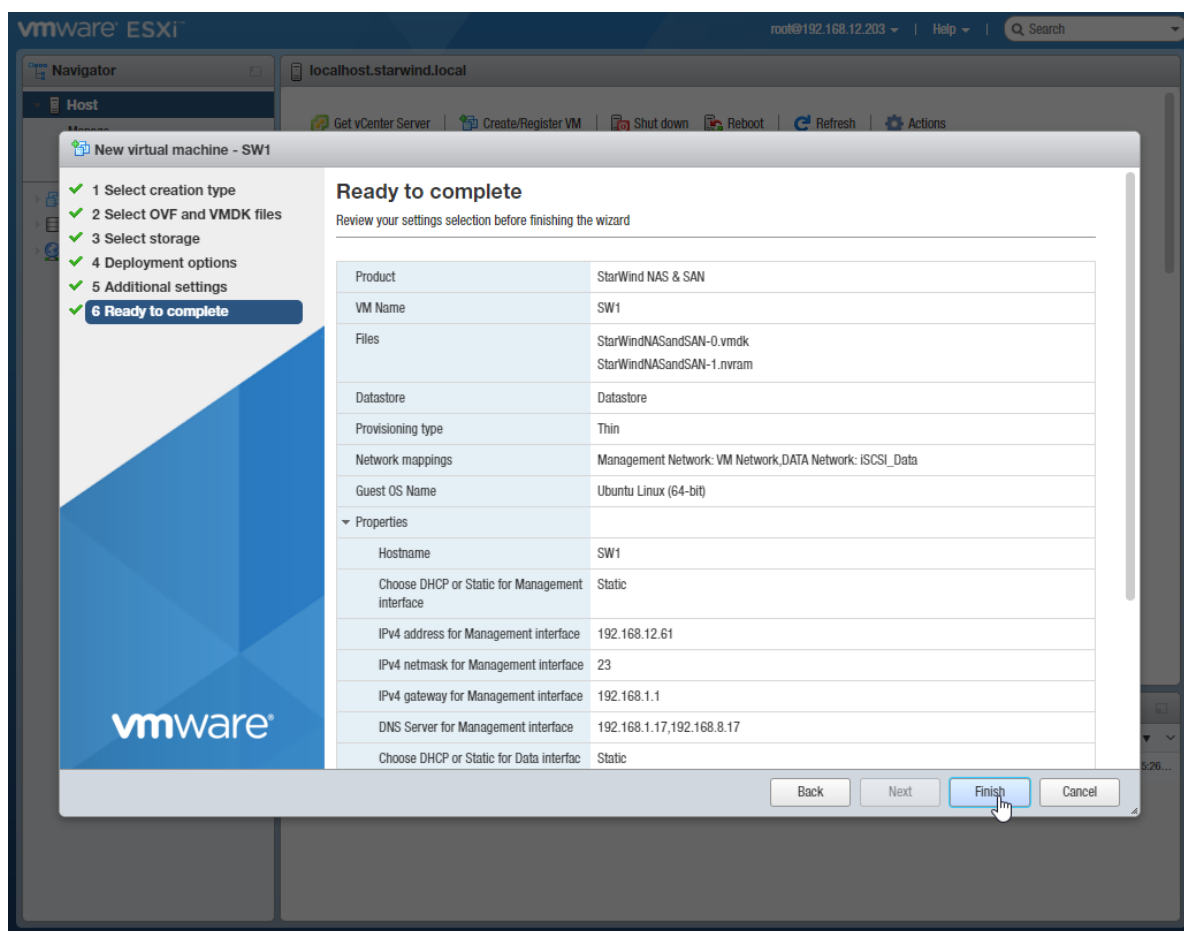 vmware ESXi
root@192.168.12.203 | Help | Search
Navigator
localhost.starwind.local
Host
Get vCenter Server | Create/Register VM | Shut down Reboot | Refresh | Actions
New virtual machine - SW1
1 Select creation type
2 Select OVF and VMDK files
3 Select storage
4 Deployment options
5 Additional settings
6 Ready to complete
vmware
Ready to complete
Review your settings selection before finishing the wizard
Product StarWind NAS & SAN
VM Name SW1
Files StarWindNASandSAN-0.vmdk
StarWindNASandSAN-1.nvram
Datastore Datastore
Provisioning type Thin
Network mappings Management Network: VM Network,DATA Network: iSCSI_Data
Guest OS Name Ubuntu Linux (64-bit)
Properties
Hostname SW1
Choose DHCP or Static for Management Static
interface
IPv4 address for Management interface 192.168.12.61
IPv4 netmask for Management interface 23
IPv4 gateway for Management interface 192.168.1.1
DNS Server for Management interface 192.168.1.17,192.168.8.17
Choose DHCP or Static for Data interfac Static
5:26...
Back Next Finish Cancel